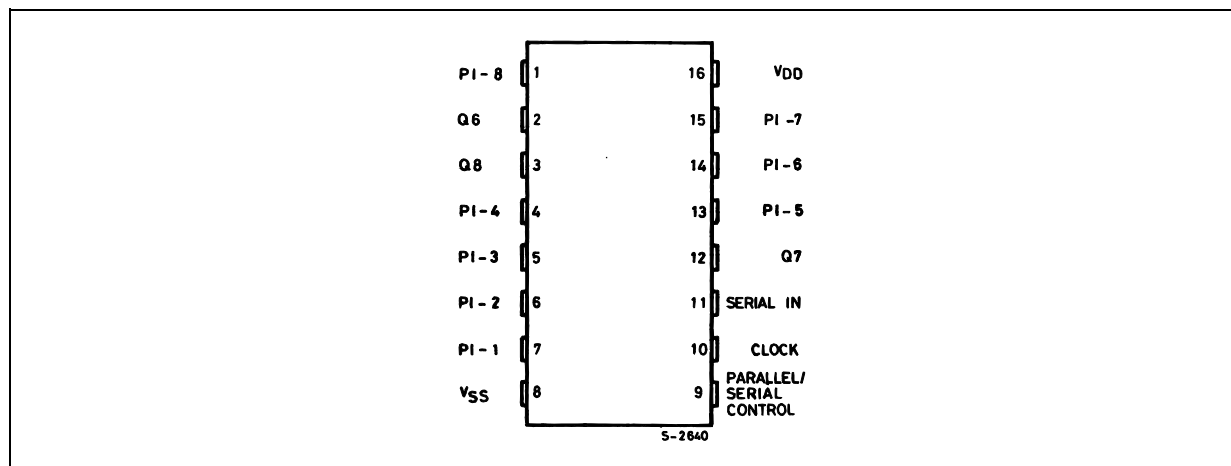 PI-8 1 16 VDD
Q6 2 15 PI-7
Q8 3 14 PI-6
PI-4 4 13 PI-5
PI-3 5 12 Q7
PI-2 6 11 SERIAL IN
PI-1 7 10 CLOCK
VSS 8 9 PARALLEL/
SERIAL
CONTROL
S-2640